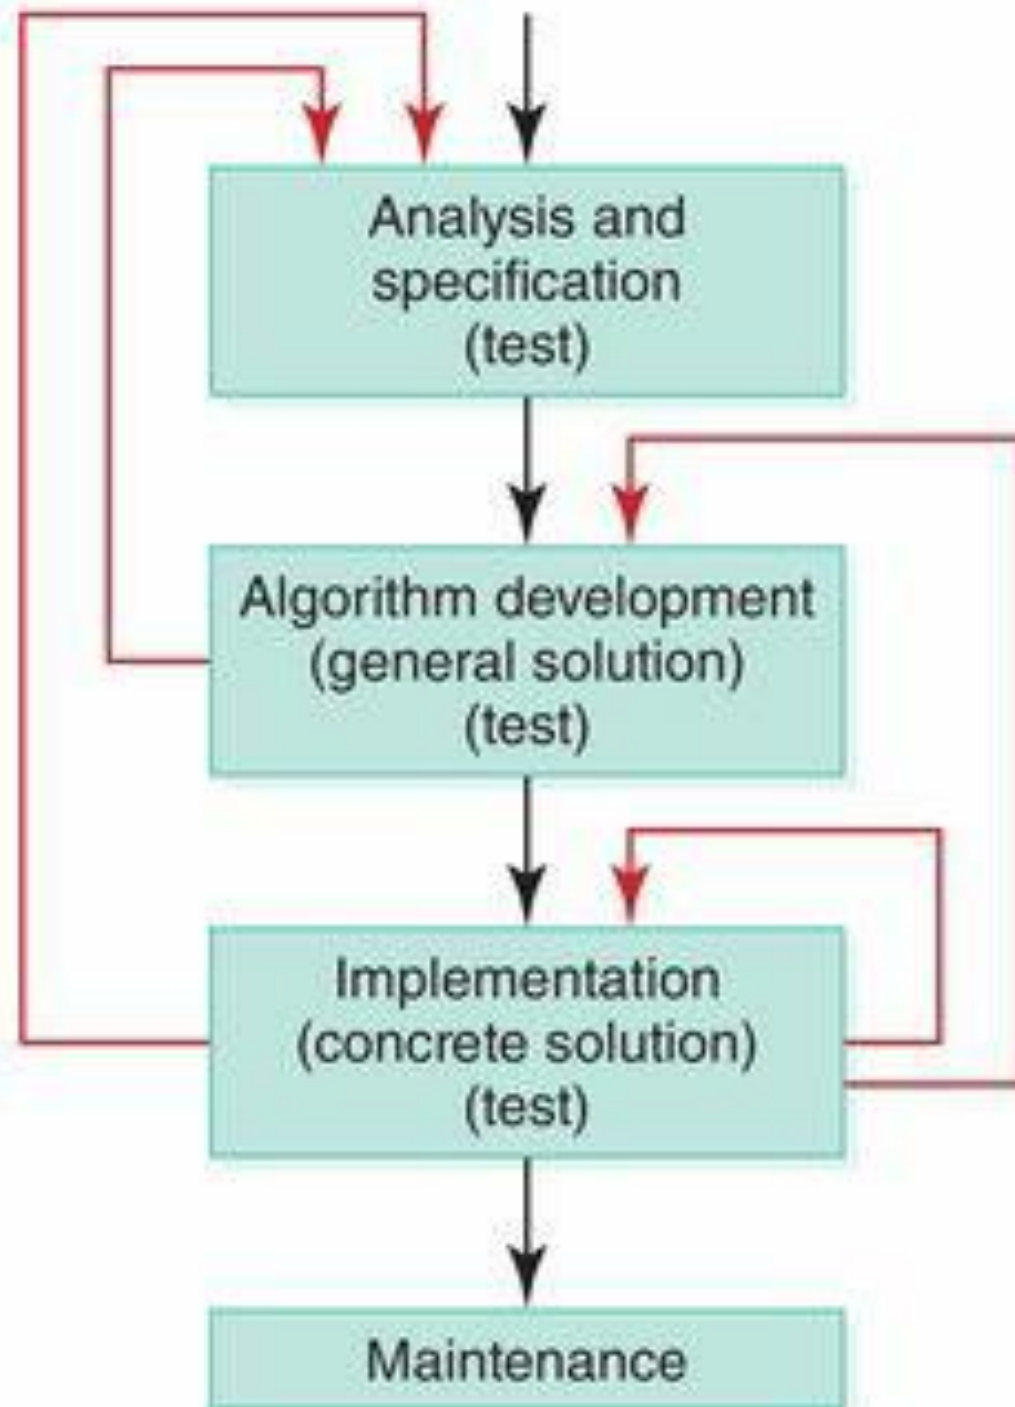 Analysis and
specification
(test)
Algorithm development
(general solution)
(test)
Implementation
(concrete solution)
(test)
Maintenance